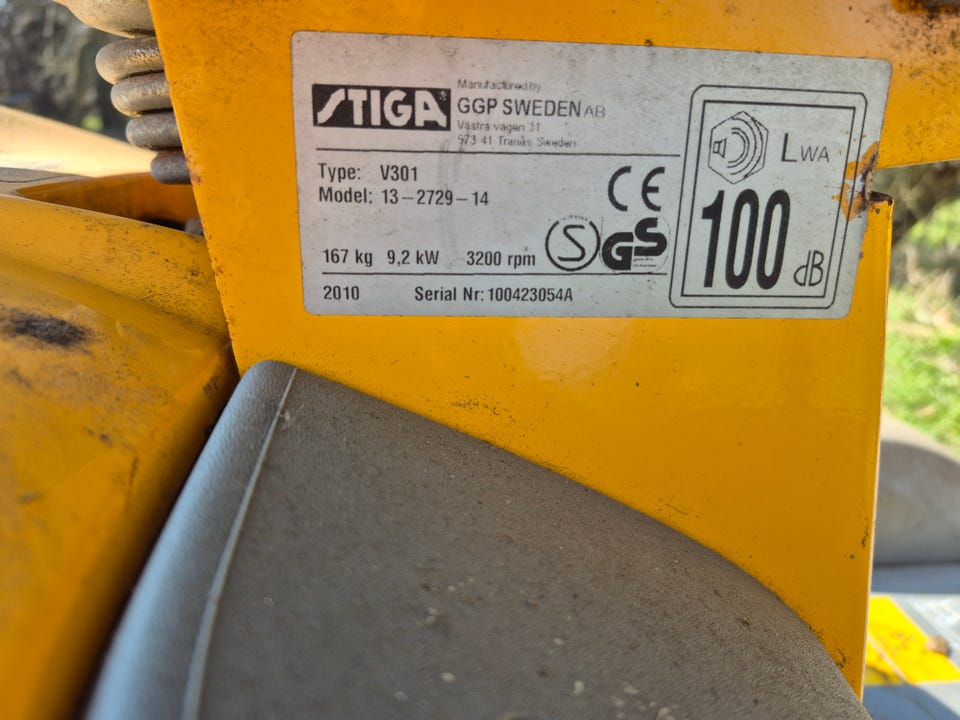 STIGA
Manufactured by
GGP SWEDEN AB
Västra vägen 31
573 41 Tranås Sweden
Type: V301
Model: 13-2729-14
CE
S
GS
167 kg 9,2 kW 3200 rpm
2010 Serial Nr: 100423054A
LWA
100
dB